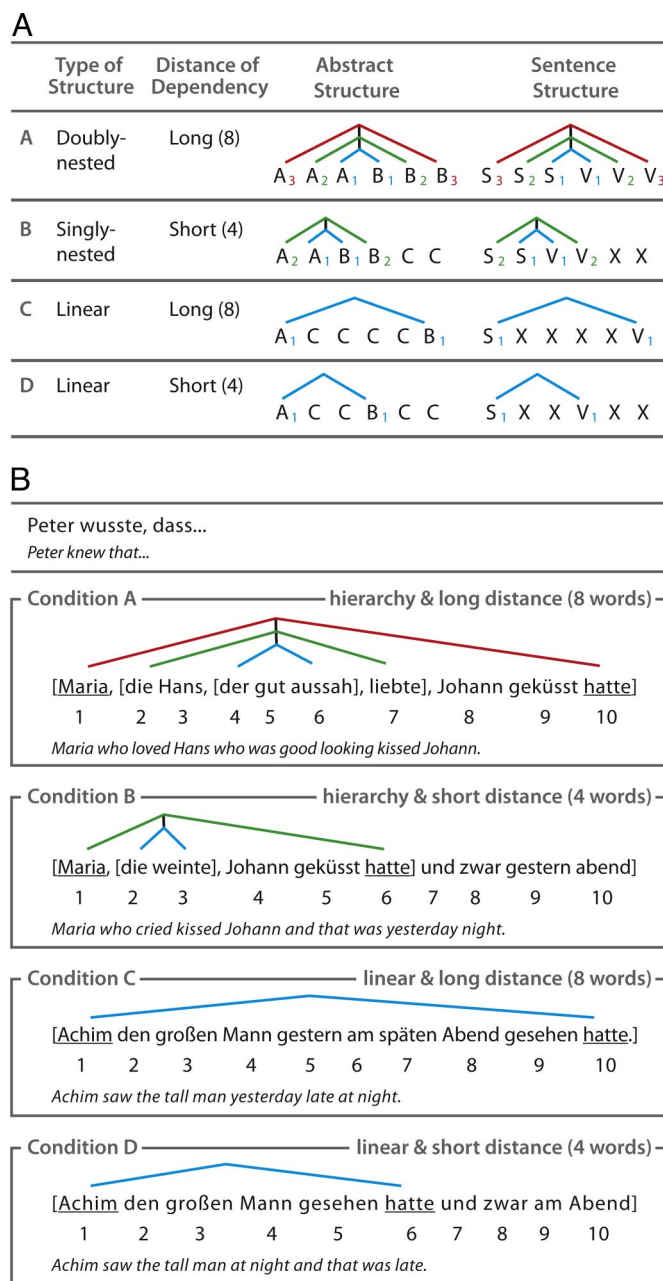 A
Type of Structure Distance of Dependency Abstract Structure Sentence Structure
A Doubly-nested Long (8) A3 A2 A1 B1 B2 B3 S3 S2 S1 V1 V2 V3
B Singly-nested Short (4) A2 A1 B1 B2 C C S2 S1 V1 V2 X X
C Linear Long (8) A1 C C C C B1 S1 X X X X V1
D Linear Short (4) A1 C C B1 C C S1 X X V1 X X
B
Peter wusste, dass...
Peter knew that...
Condition A hierarchy & long distance (8 words)
[Maria, [die Hans, [der gut aussah], liebte], Johann geküsst hatte]
1 2 3 4 5 6 7 8 9 10
Maria who loved Hans who was good looking kissed Johann.
Condition B hierarchy & short distance (4 words)
[Maria, [die weinte], Johann geküsst hatte] und zwar gestern abend]
1 2 3 4 5 6 7 8 9 10
Maria who cried kissed Johann and that was yesterday night.
Condition C linear & long distance (8 words)
[Achim den großen Mann gestern am späten Abend gesehen hatte.]
1 2 3 4 5 6 7 8 9 10
Achim saw the tall man yesterday late at night.
Condition D linear & short distance (4 words)
[Achim den großen Mann gesehen hatte und zwar am Abend]
1 2 3 4 5 6 7 8 9 10
Achim saw the tall man at night and that was late.